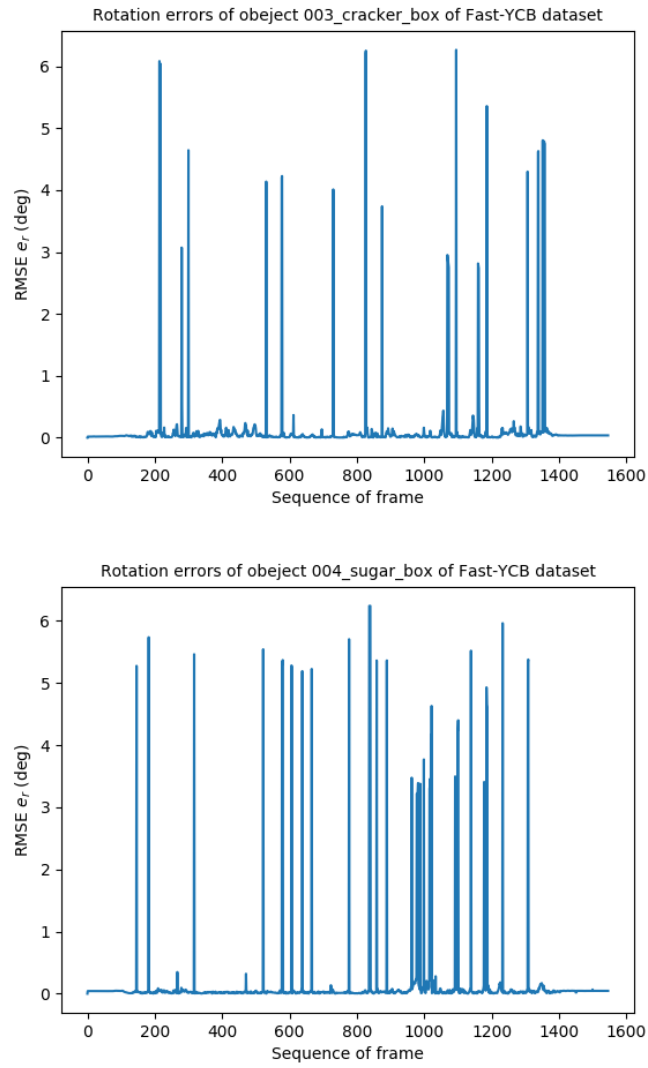 Rotation errors of obeject 003_cracker_box of Fast-YCB dataset
6
5
4
3
2
1
0
RMSE e_r (deg)
0 200 400 600 800 1000 1200 1400 1600
Sequence of frame
Rotation errors of obeject 004_sugar_box of Fast-YCB dataset
6
5
4
3
2
1
0
RMSE e_r (deg)
0 200 400 600 800 1000 1200 1400 1600
Sequence of frame